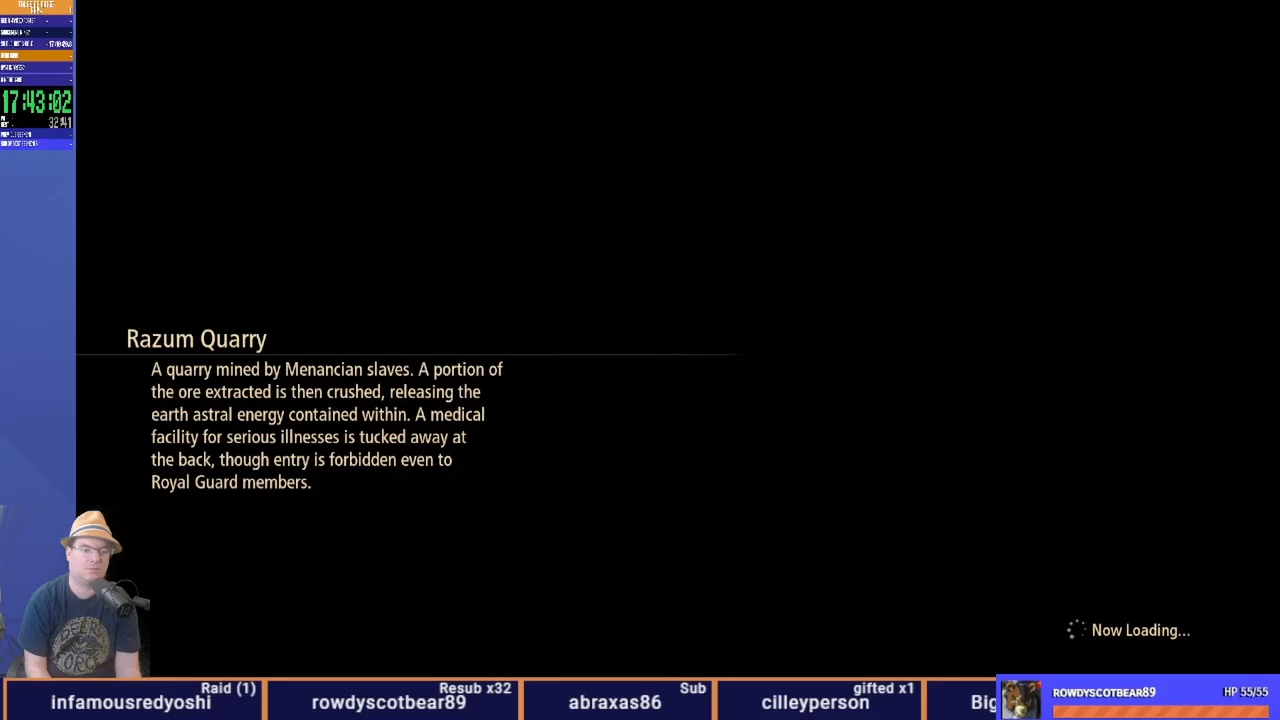 17:43:02
32:41
Razum Quarry
A quarry mined by Menancian slaves. A portion of
the ore extracted is then crushed, releasing the
earth astral energy contained within. A medical
facility for serious illnesses is tucked away at
the back, though entry is forbidden even to
Royal Guard members.
Now Loading...
Raid (1)
infamousredyoshi
Resub x32
rowdyscotbear89
Sub
abraxas86
gifted x1
cilleyperson
Big
ROWDYSCOTBEAR89
HP 55/55